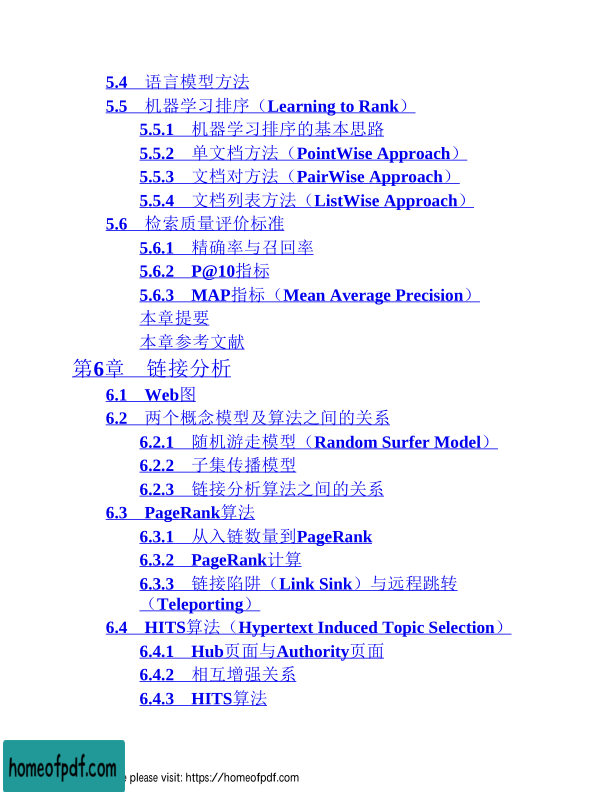 5.4 语言模型方法
5.5 机器学习排序（Learning to Rank）
5.5.1 机器学习排序的基本思路
5.5.2 单文档方法（PointWise Approach）
5.5.3 文档对方法（PairWise Approach）
5.5.4 文档列表方法（ListWise Approach）
5.6 检索质量评价标准
5.6.1 精确率与召回率
5.6.2 P@10指标
5.6.3 MAP指标（Mean Average Precision）
本章提要
本章参考文献
第6章 链接分析
6.1 Web图
6.2 两个概念模型及算法之间的关系
6.2.1 随机游走模型（Random Surfer Model）
6.2.2 子集传播模型
6.2.3 链接分析算法之间的关系
6.3 PageRank算法
6.3.1 从入链数量到PageRank
6.3.2 PageRank计算
6.3.3 链接陷阱（Link Sink）与远程跳转
（Teleporting）
6.4 HITS算法（Hypertext Induced Topic Selection）
6.4.1 Hub页面与Authority页面
6.4.2 相互增强关系
6.4.3 HITS算法
homeofpdf.com
please visit: https://homeofpdf.com